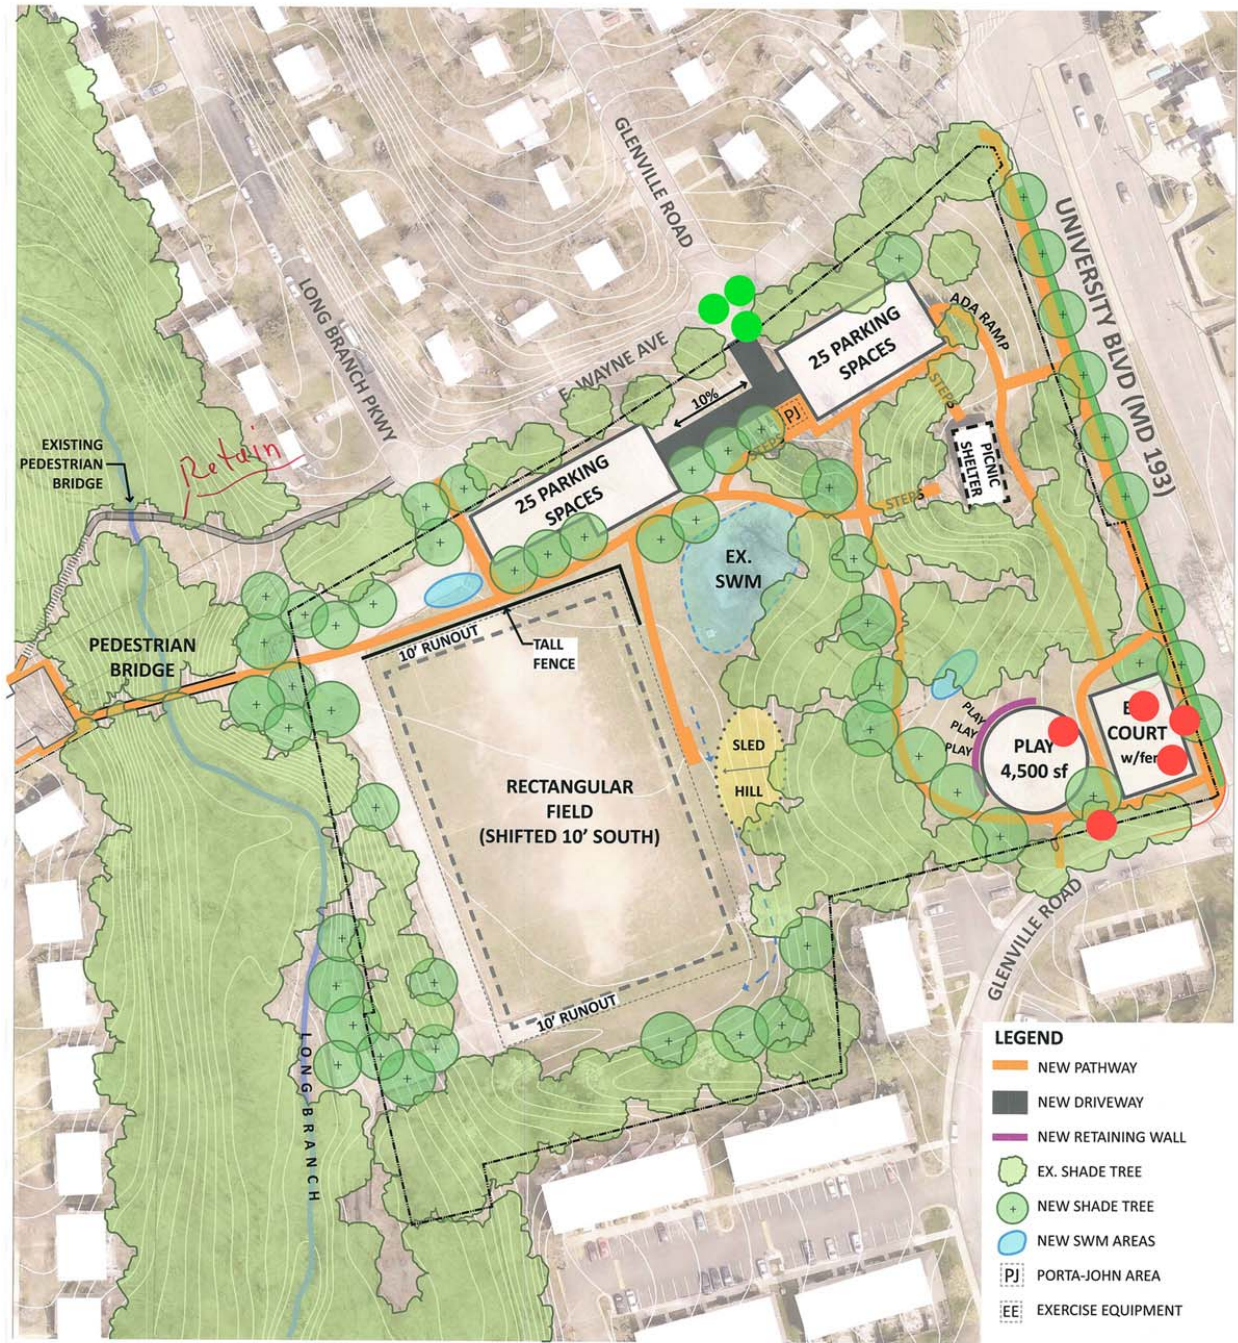 GLENVILLE ROAD
UNIVERSITY BLVD (MD 193)
LONG BRANCH PKWY
E. WAYNE AVE
ADA RAMP
25 PARKING
SPACES
10%
STEPS
PJ
STEPS
PICNIC
SHELTER
EXISTING
PEDESTRIAN
BRIDGE
Retain
25 PARKING
SPACES
STEPS
EX.
SWM
10' RUNOUT
TALL
FENCE
PEDESTRIAN
BRIDGE
PLAY
PLAY
PLAY
PLAY
4,500 sf
COURT
SLED
HILL
RECTANGULAR
FIELD
(SHIFTED 10' SOUTH)
GLENVILLE ROAD
10' RUNOUT
LONG BRANCH
LEGEND
NEW PATHWAY
NEW DRIVEWAY
NEW RETAINING WALL
EX. SHADE TREE
NEW SHADE TREE
NEW SWM AREAS
PJ PORTA-JOHN AREA
EE EXERCISE EQUIPMENT